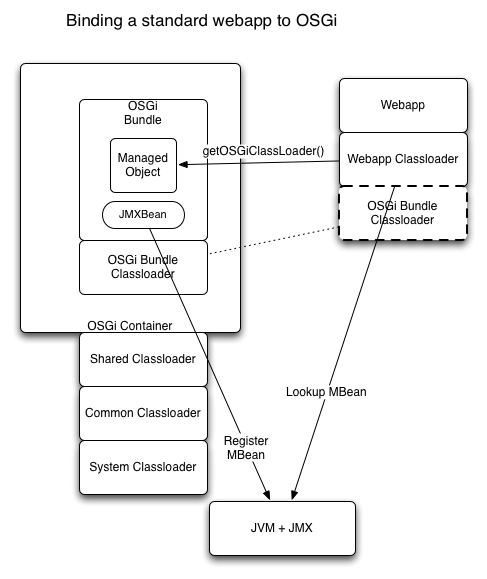 Binding a standard webapp to OSGi
OSGi
Bundle
Managed
Object
JMXBean
OSGi Bundle
Classloader
OSGi Container
Shared Classloader
Common Classloader
System Classloader
getOSGiClassLoader()
Webapp
Webapp Classloader
OSGi Bundle
Classloader
Lookup MBean
Register
MBean
JVM + JMX